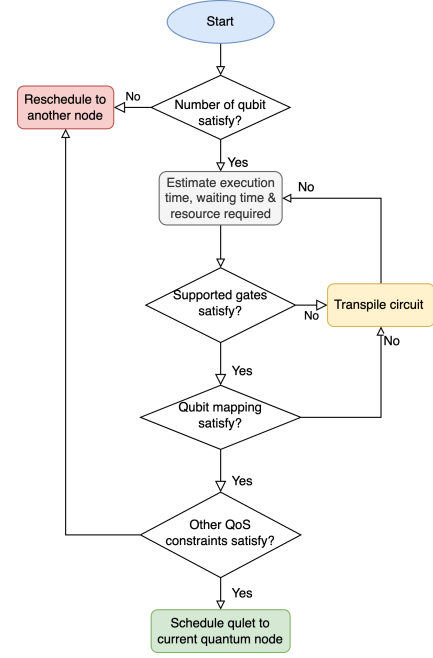 Start
Number of qubit
satisfy?
No
Reschedule to
another node
Yes
Estimate execution
time, waiting time &
resource required
No
Supported gates
satisfy?
No
Transpile circuit
No
Yes
Qubit mapping
satisfy?
Yes
Other QoS
constraints satisfy?
Yes
Schedule qulet to
current quantum node